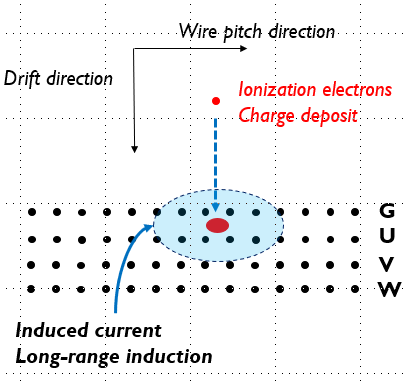 Wire pitch direction
Drift direction
Ionization electrons
Charge deposit
G
U
V
W
Induced current
Long-range induction